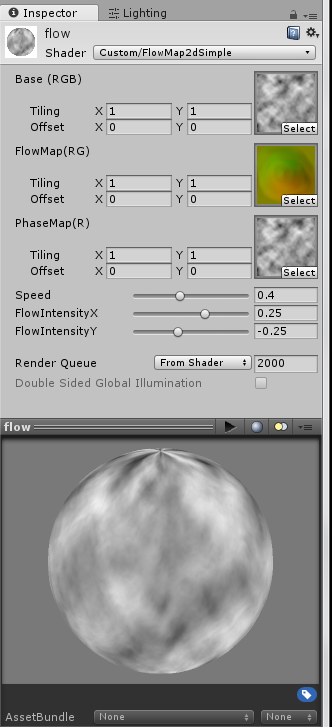 Inspector Lighting
flow
Shader Custom/FlowMap2dSimple
Base (RGB)
Tiling X 1 Y 1
Offset X 0 Y 0
Select
FlowMap(RG)
Tiling X 1 Y 1
Offset X 0 Y 0
Select
PhaseMap(R)
Tiling X 1 Y 1
Offset X 0 Y 0
Select
Speed 0.4
FlowIntensityX 0.25
FlowIntensityY -0.25
Render Queue From Shader 2000
Double Sided Global Illumination
flow
AssetBundle None None